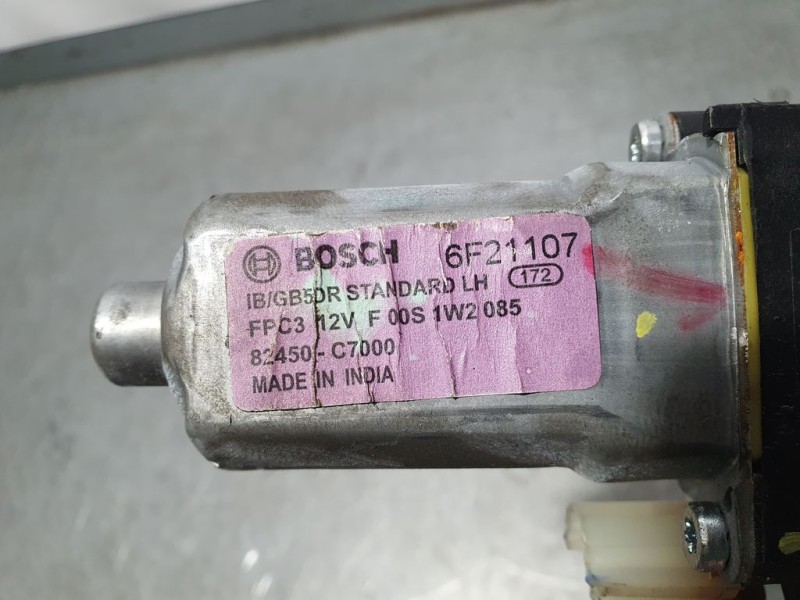 BOSCH 6F21107
172
IB/GB5DR STANDARD LH
FPC3 12V F 00S 1W2 085
82450 - C7000
MADE IN INDIA